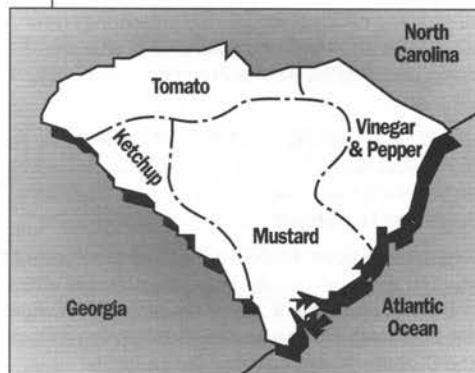 North
Carolina
Tomato
Vinegar
& Pepper
Ketchup
Mustard
Georgia
Atlantic
Ocean